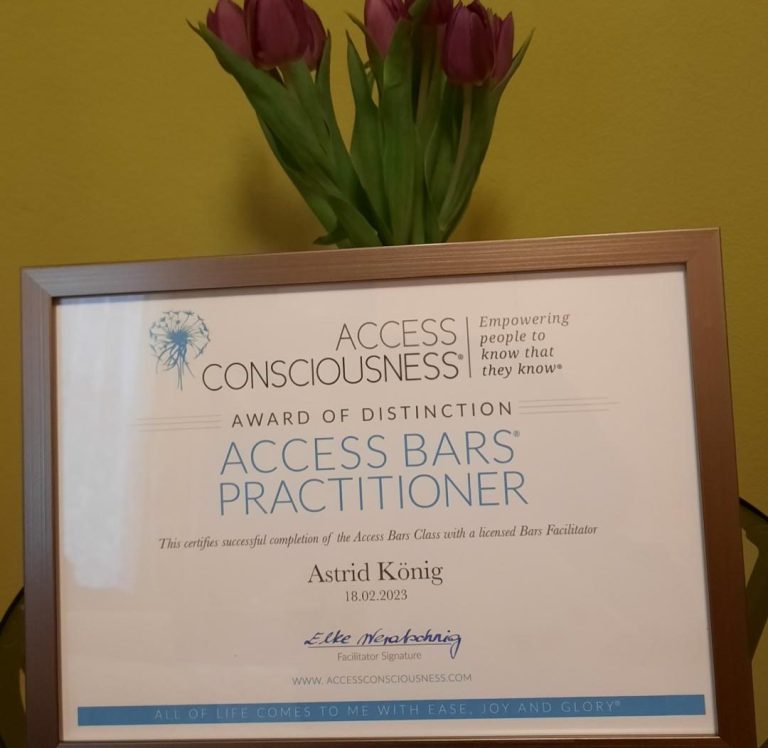 ACCESS
CONSCIOUSNESS®
Empowering
people to
know that
they know®
AWARD OF DISTINCTION
ACCESS BARS®
PRACTITIONER
This certifies successful completion of the Access Bars Class with a licensed Bars Facilitator
Astrid König
18.02.2023
Elke
Facilitator Signature
WWW. ACCESSCONSCIOUSNESS.COM
ALL OF LIFE COMES TO ME WITH EASE, JOY AND GLORY®